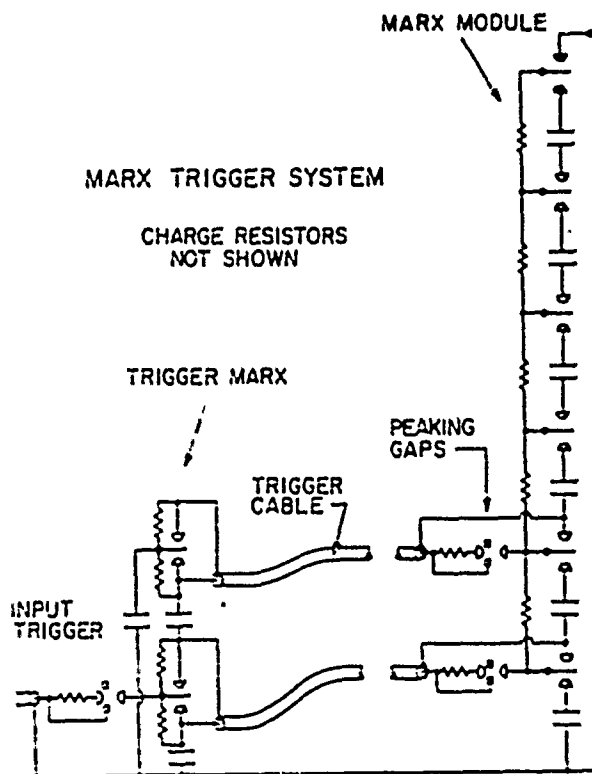 MARX MODULE
MARX TRIGGER SYSTEM
CHARGE RESISTORS
NOT SHOWN
TRIGGER MARX
PEAKING
GAPS
TRIGGER
CABLE
INPUT
TRIGGER